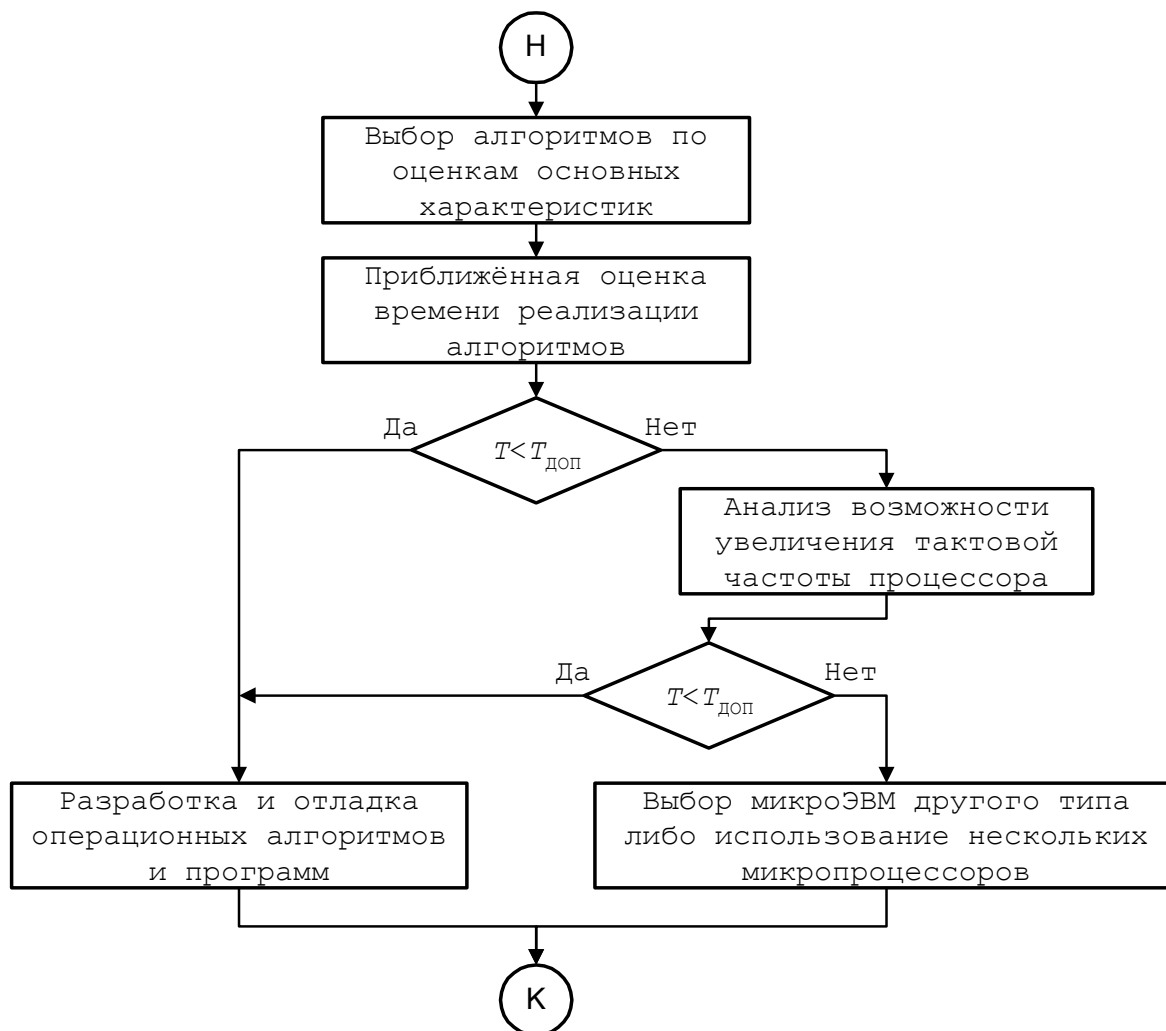 Н
Выбор алгоритмов по
оценкам основных
характеристик
Приближённая оценка
времени реализации
алгоритмов
Да
Нет
T<Tдоп
Анализ возможности
увеличения тактовой
частоты процессора
Да
Нет
T<Tдоп
Разработка и отладка
операционных алгоритмов
и программ
Выбор микроЭВМ другого типа
либо использование нескольких
микропроцессоров
К